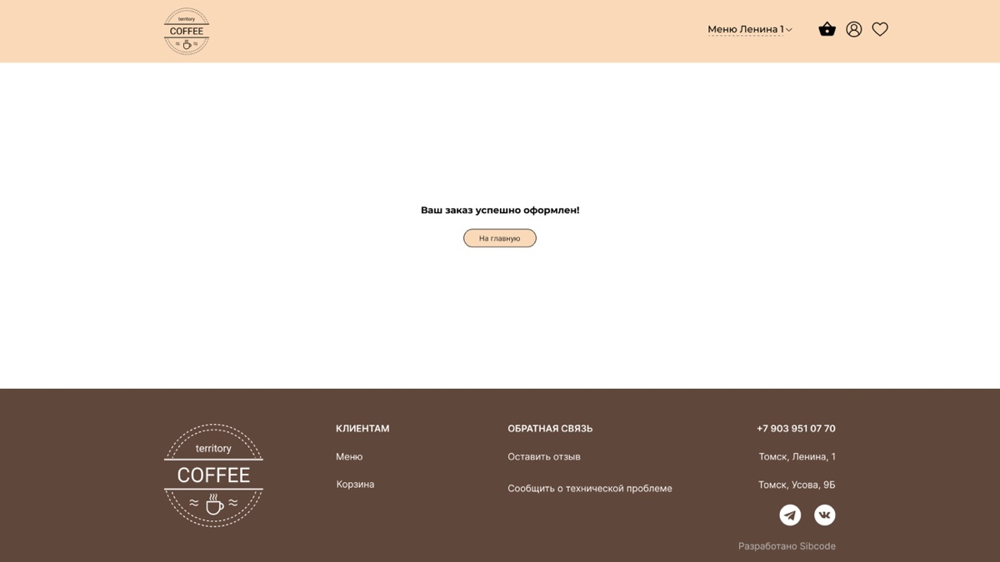 territory
COFFEE
Меню Ленина 1
Ваш заказ успешно оформлен!
На главную
territory
COFFEE
КЛИЕНТАМ
Меню
Корзина
ОБРАТНАЯ СВЯЗЬ
Оставить отзыв
Сообщить о технической проблеме
+7 903 951 07 70
Томск, Ленина, 1
Томск, Усова, 9Б
Разработано Sibcode